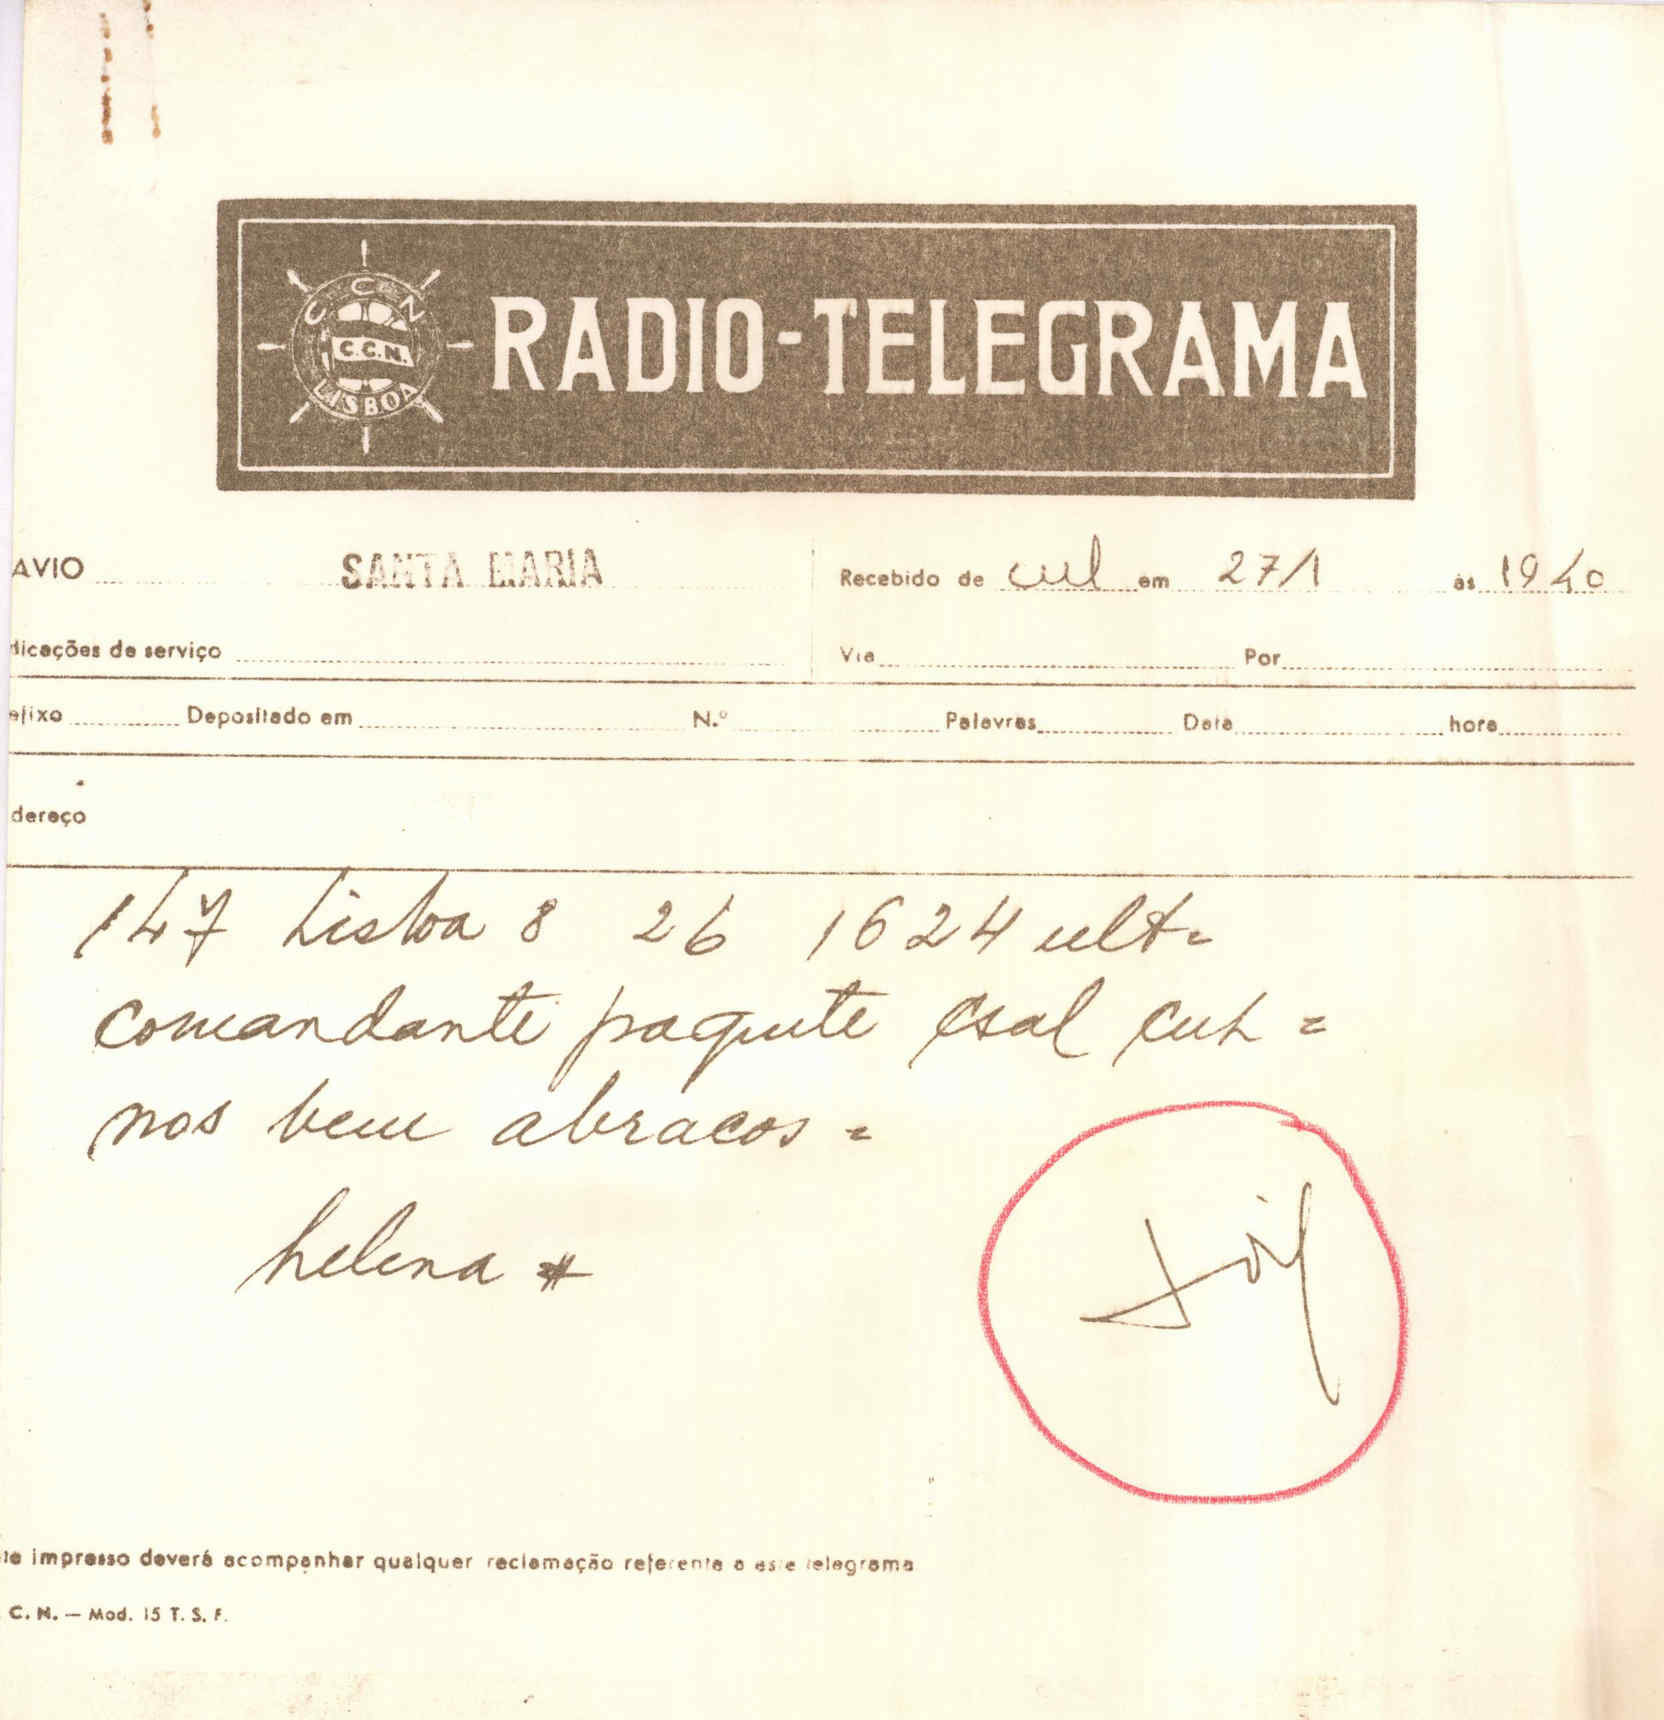 C C N
C.C.N.
LISBOA
RADIO-TELEGRAMA
AVIO SANTA MARIA Recebido de cul em 27/1 às 1940
dicações de serviço Via Por
efixo Depositado em N.º Palavras Data hora
dereço
147 Lisboa 8 26 1624 ult=
comandante paquete csal cuh =
nos bem abracos =
helena #
te impresso deverá acompanhar qualquer reclamação referente a este telegrama
C. N. — Mod. 15 T. S. F.